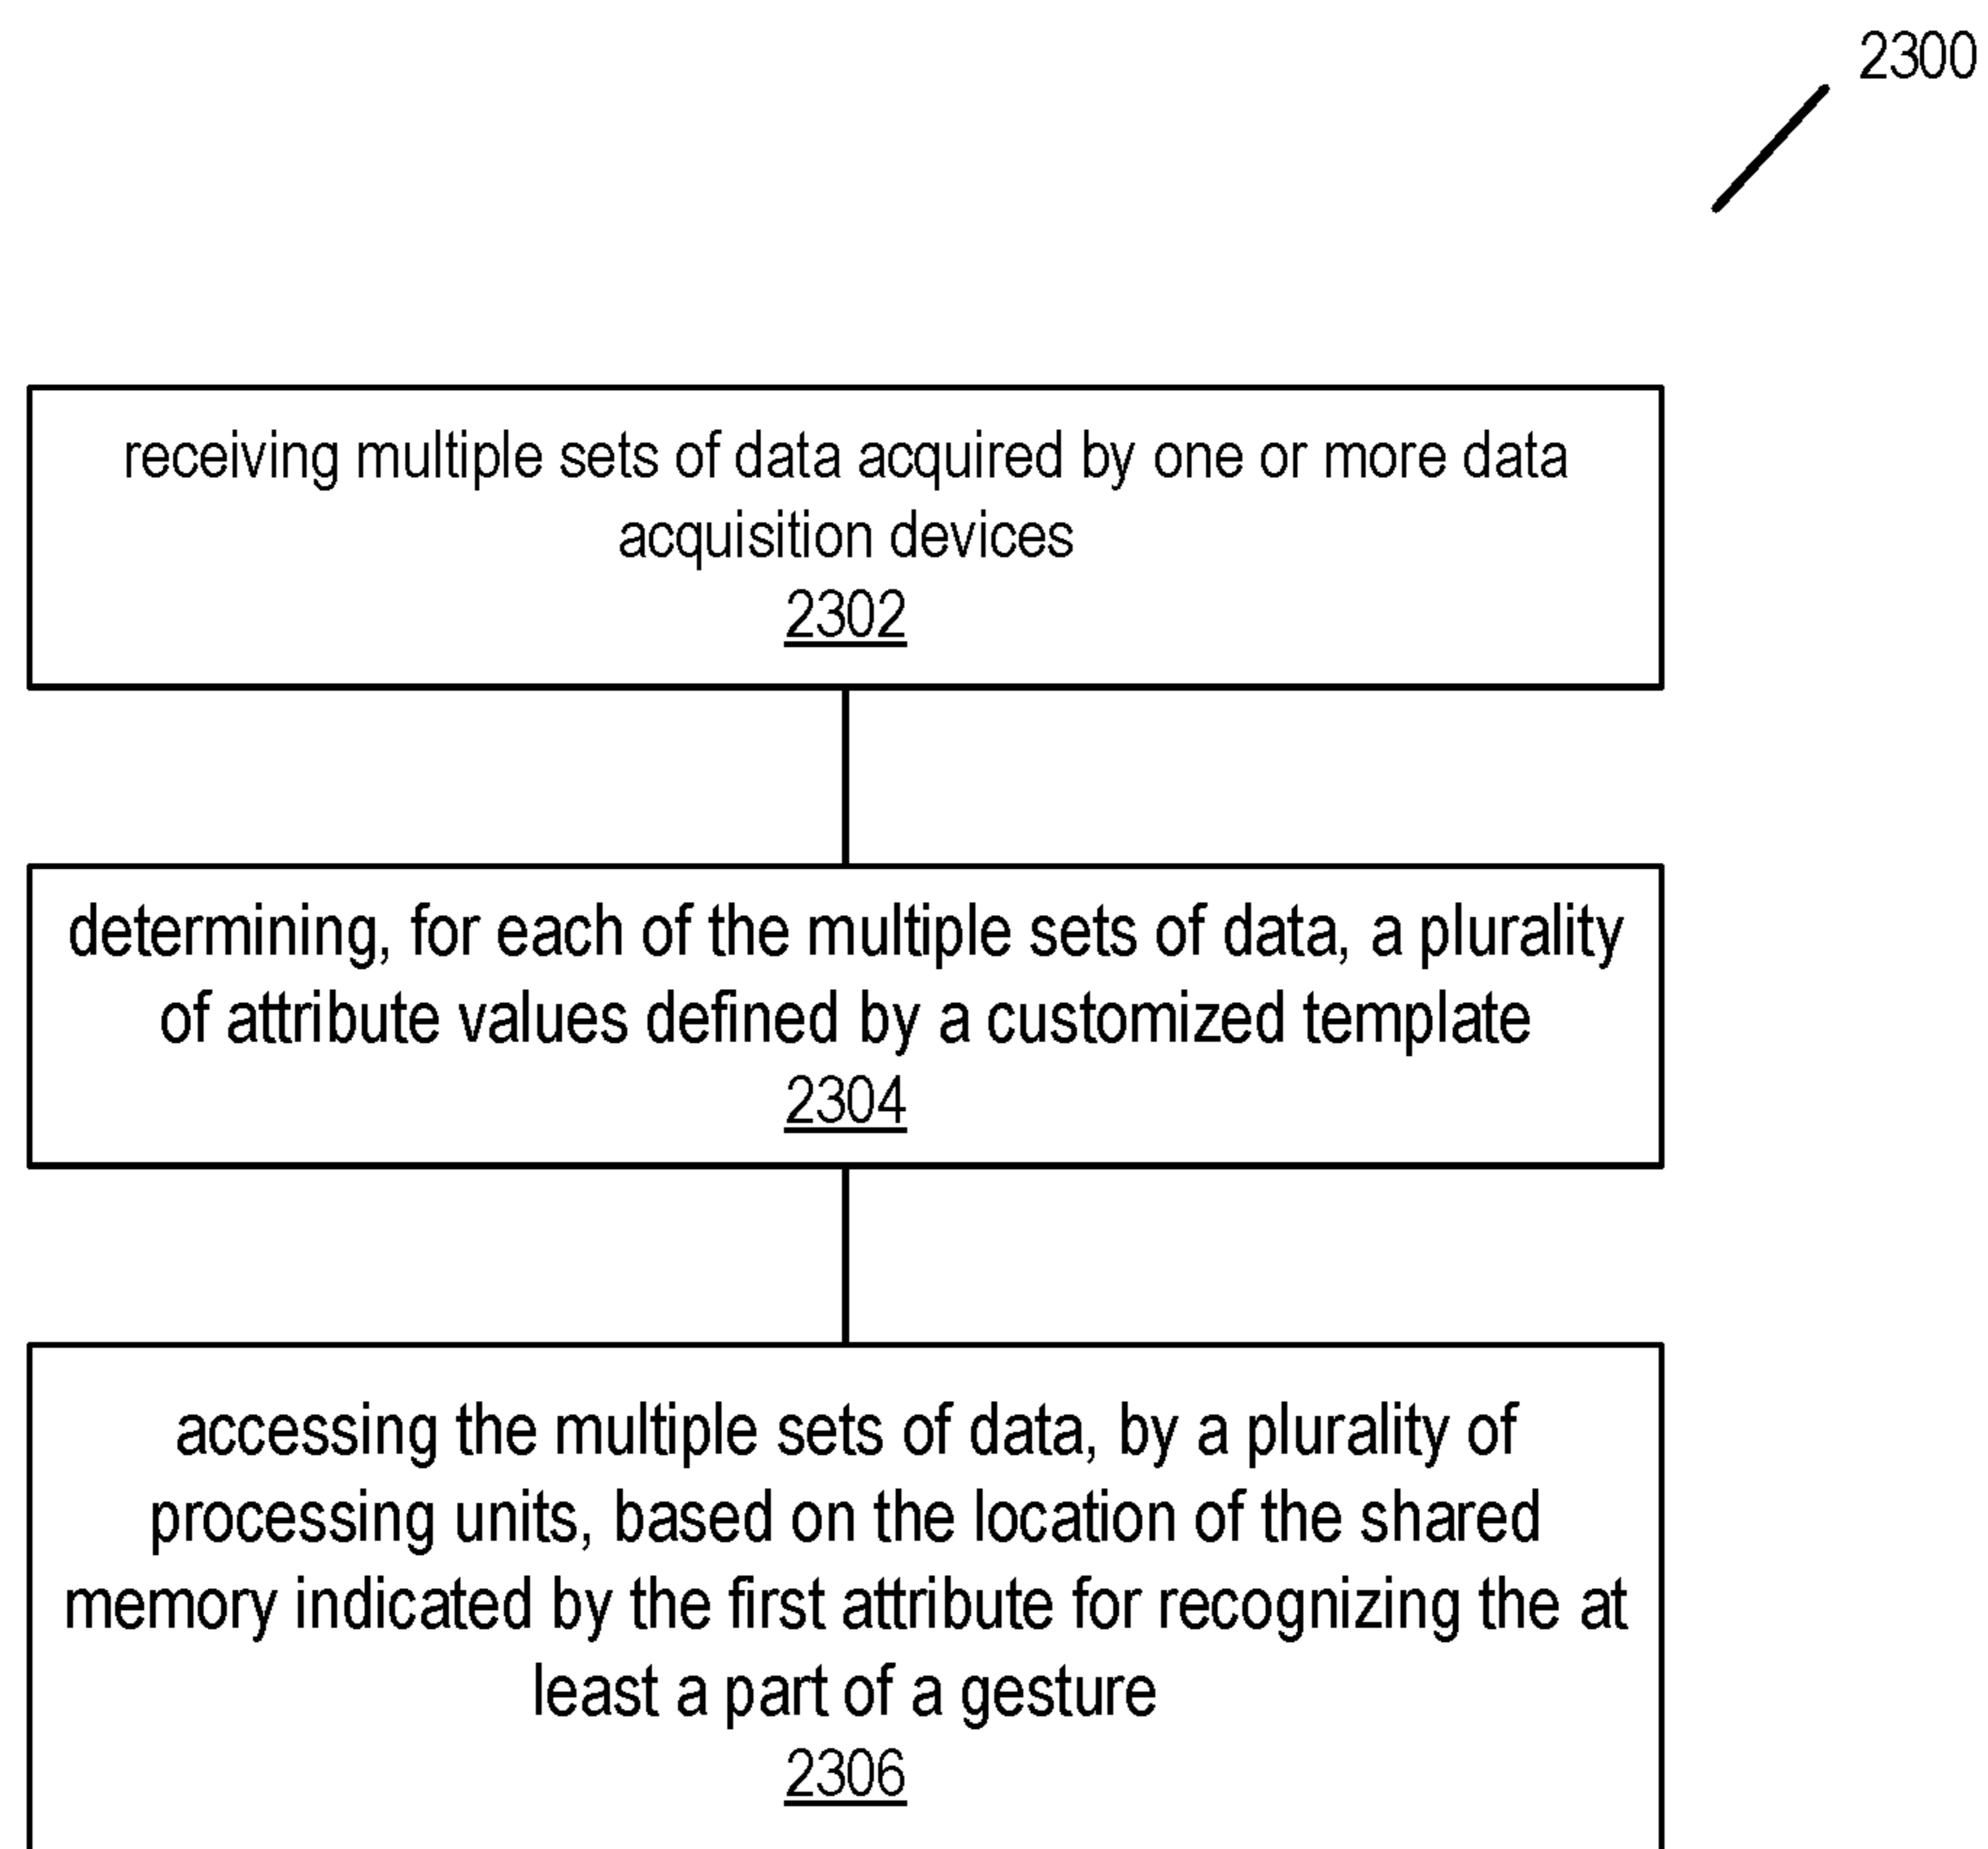 2300
receiving multiple sets of data acquired by one or more data
acquisition devices
2302
determining, for each of the multiple sets of data, a plurality
of attribute values defined by a customized template
2304
accessing the multiple sets of data, by a plurality of
processing units, based on the location of the shared
memory indicated by the first attribute for recognizing the at
least a part of a gesture
2306